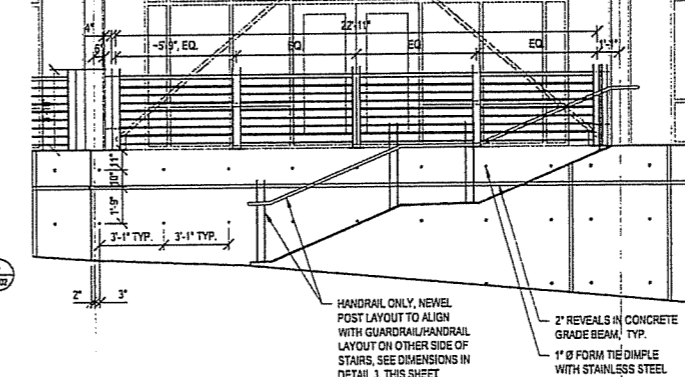 4"
22'-11"
~5'-9", EQ.
EQ.
EQ.
EQ.
1'-1"
11"
10"
1'-9"
3'-1" TYP.
3'-1" TYP.
2"
3"
HANDRAIL ONLY, NEWEL
POST LAYOUT TO ALIGN
WITH GUARDRAIL/HANDRAIL
LAYOUT ON OTHER SIDE OF
STAIRS, SEE DIMENSIONS IN
DETAIL 3, THIS SHEET
2" REVEALS IN CONCRETE
GRADE BEAM, TYP.
1" Ø FORM TIE DIMPLE
WITH STAINLESS STEEL